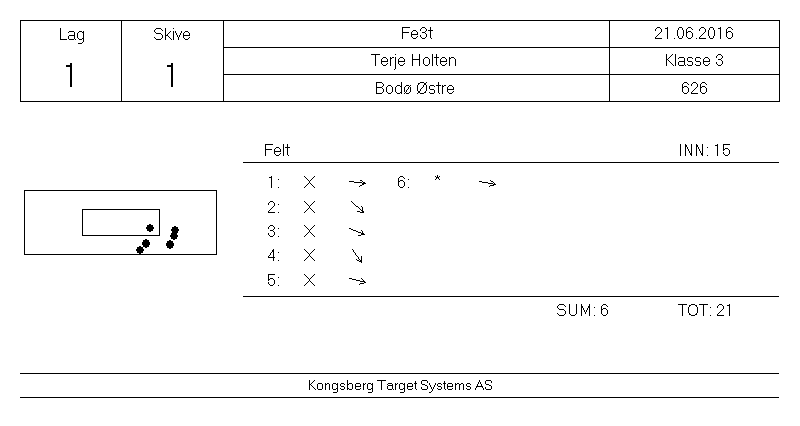 Lag Skive Fe3t 21.06.2016
1 1 Terje Holten Klasse 3
Bodø Østre 626
Felt INN: 15
1: X → 6: * →
2: X ↘
3: X ↘
4: X ↘
5: X →
SUM: 6 TOT: 21
Kongsberg Target Systems AS